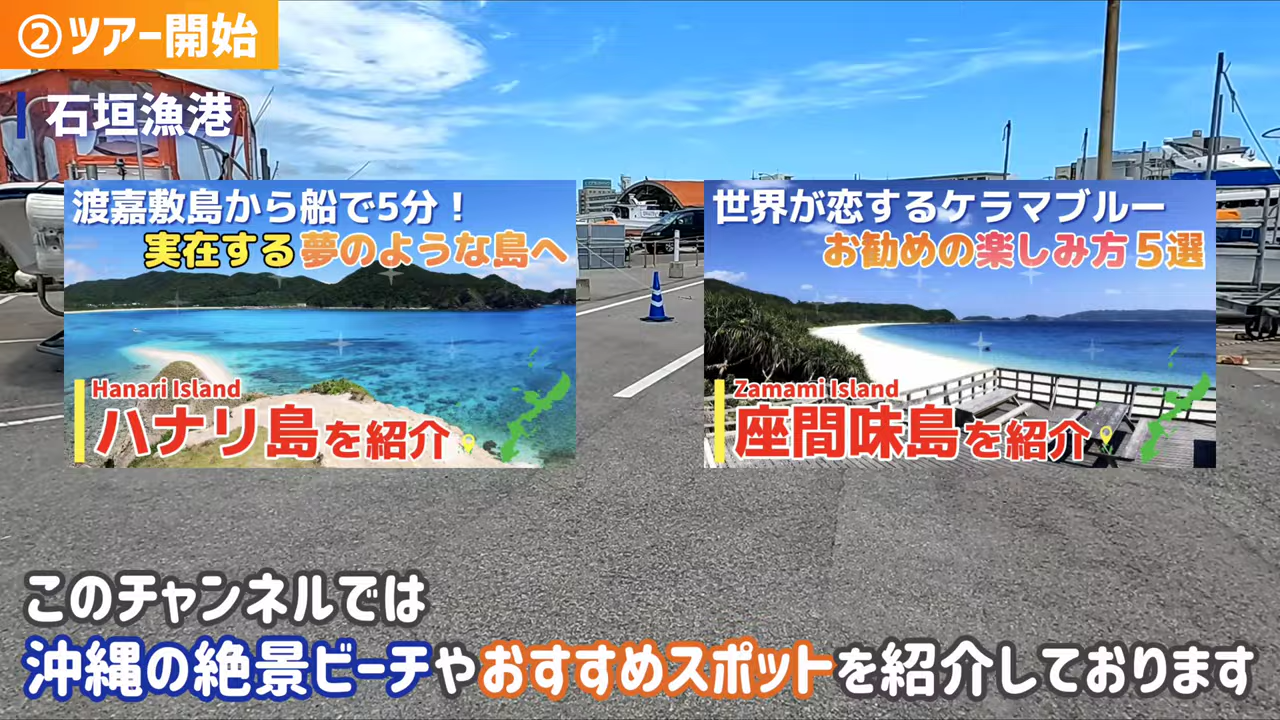 ②ツアー開始
石垣漁港
渡嘉敷島から船で5分！
実在する夢のような島へ
Hanari Island
ハナリ島を紹介
世界が恋するケラマブルー
お勧めの楽しみ方5選
Zamami Island
座間味島を紹介
このチャンネルでは
沖縄の絶景ビーチやおすすめスポットを紹介しております